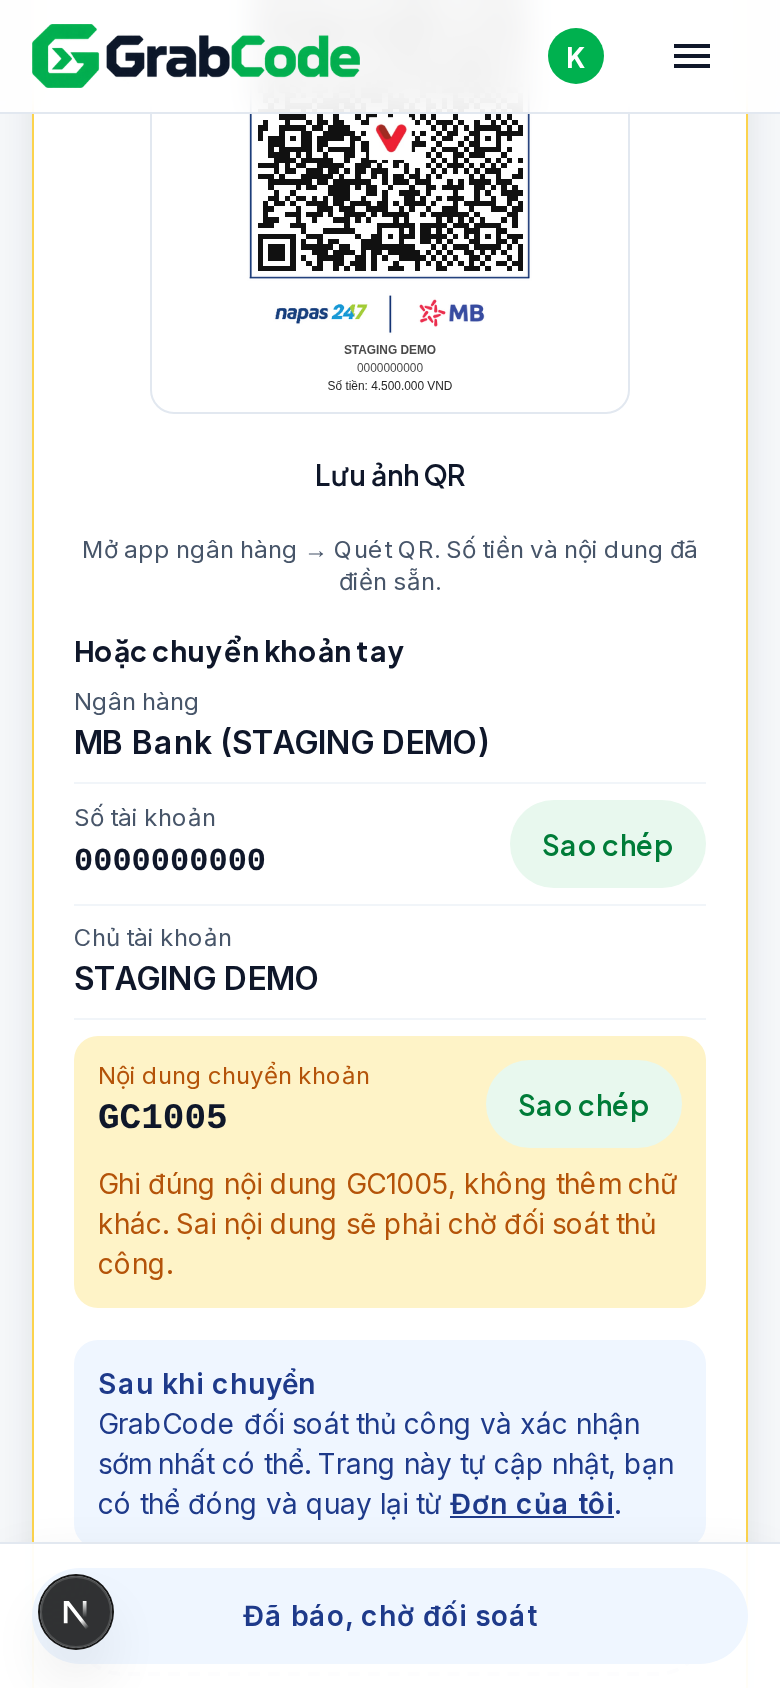 GrabCode
K
napas 247 | MB
STAGING DEMO
0000000000
Số tiền: 4.500.000 VND
Lưu ảnh QR
Mở app ngân hàng → Quét QR. Số tiền và nội dung đã
điền sẵn.
Hoặc chuyển khoản tay
Ngân hàng
MB Bank (STAGING DEMO)
Số tài khoản
0000000000
Sao chép
Chủ tài khoản
STAGING DEMO
Nội dung chuyển khoản
GC1005
Sao chép
Ghi đúng nội dung GC1005, không thêm chữ
khác. Sai nội dung sẽ phải chờ đối soát thủ
công.
Sau khi chuyển
GrabCode đối soát thủ công và xác nhận
sớm nhất có thể. Trang này tự cập nhật, bạn
có thể đóng và quay lại từ Đơn của tôi.
N
Đã báo, chờ đối soát